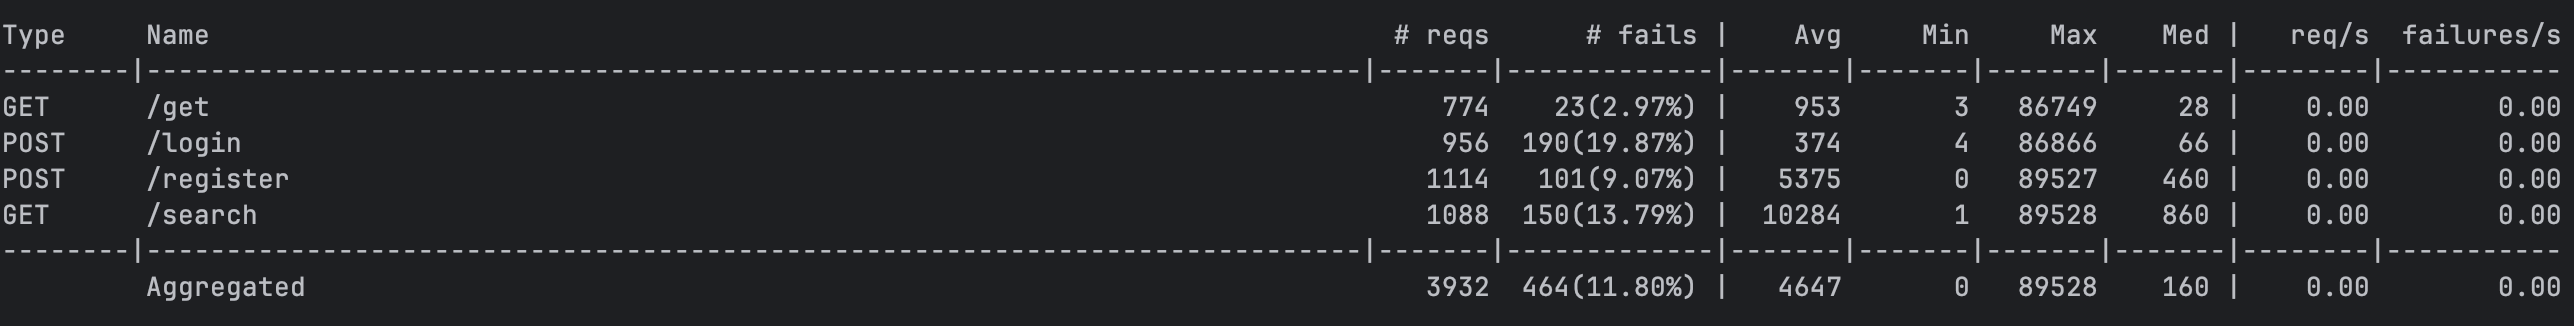 Type     Name                                                                          # reqs      # fails |    Avg     Min     Max    Med |   req/s  failures/s
--------|----------------------------------------------------------------------------|-------|-------------|-------|-------|-------|-------|--------|-----------
GET      /get                                                                             774    23(2.97%) |    953       3   86749     28 |    0.00        0.00
POST     /login                                                                           956  190(19.87%) |    374       4   86866     66 |    0.00        0.00
POST     /register                                                                       1114   101(9.07%) |   5375       0   89527    460 |    0.00        0.00
GET      /search                                                                         1088  150(13.79%) |  10284       1   89528    860 |    0.00        0.00
--------|----------------------------------------------------------------------------|-------|-------------|-------|-------|-------|-------|--------|-----------
         Aggregated                                                                      3932  464(11.80%) |   4647       0   89528    160 |    0.00        0.00